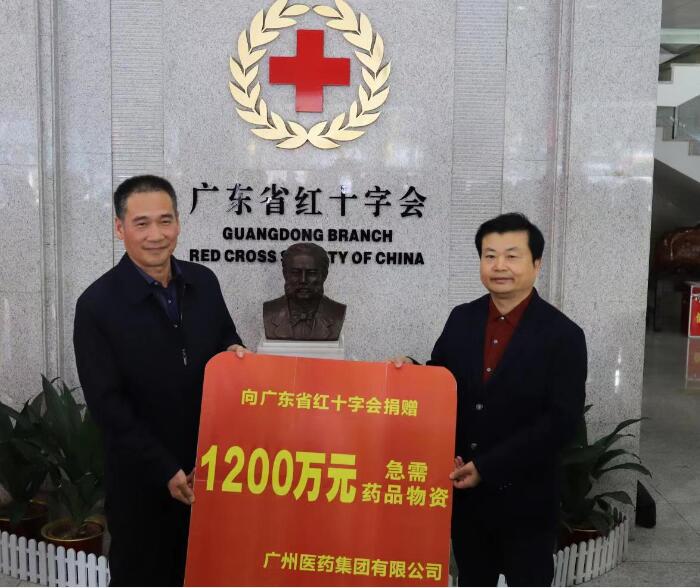 广东省红十字会
GUANGDONG BRANCH
RED CROSS S TY OF CHINA
向广东省红十字会捐赠
1200万元 急需
药品物资
广州医药集团有限公司